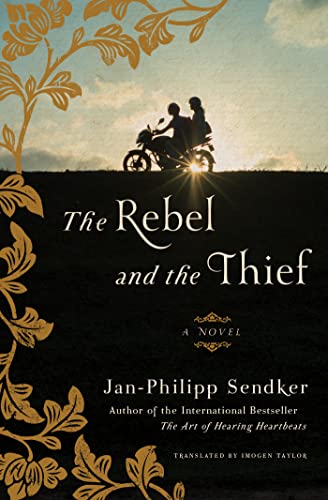 The Rebel
and the Thief
A NOVEL
Jan-Philipp Sendker
Author of the International Bestseller
The Art of Hearing Heartbeats
TRANSLATED BY IMOGEN TAYLOR